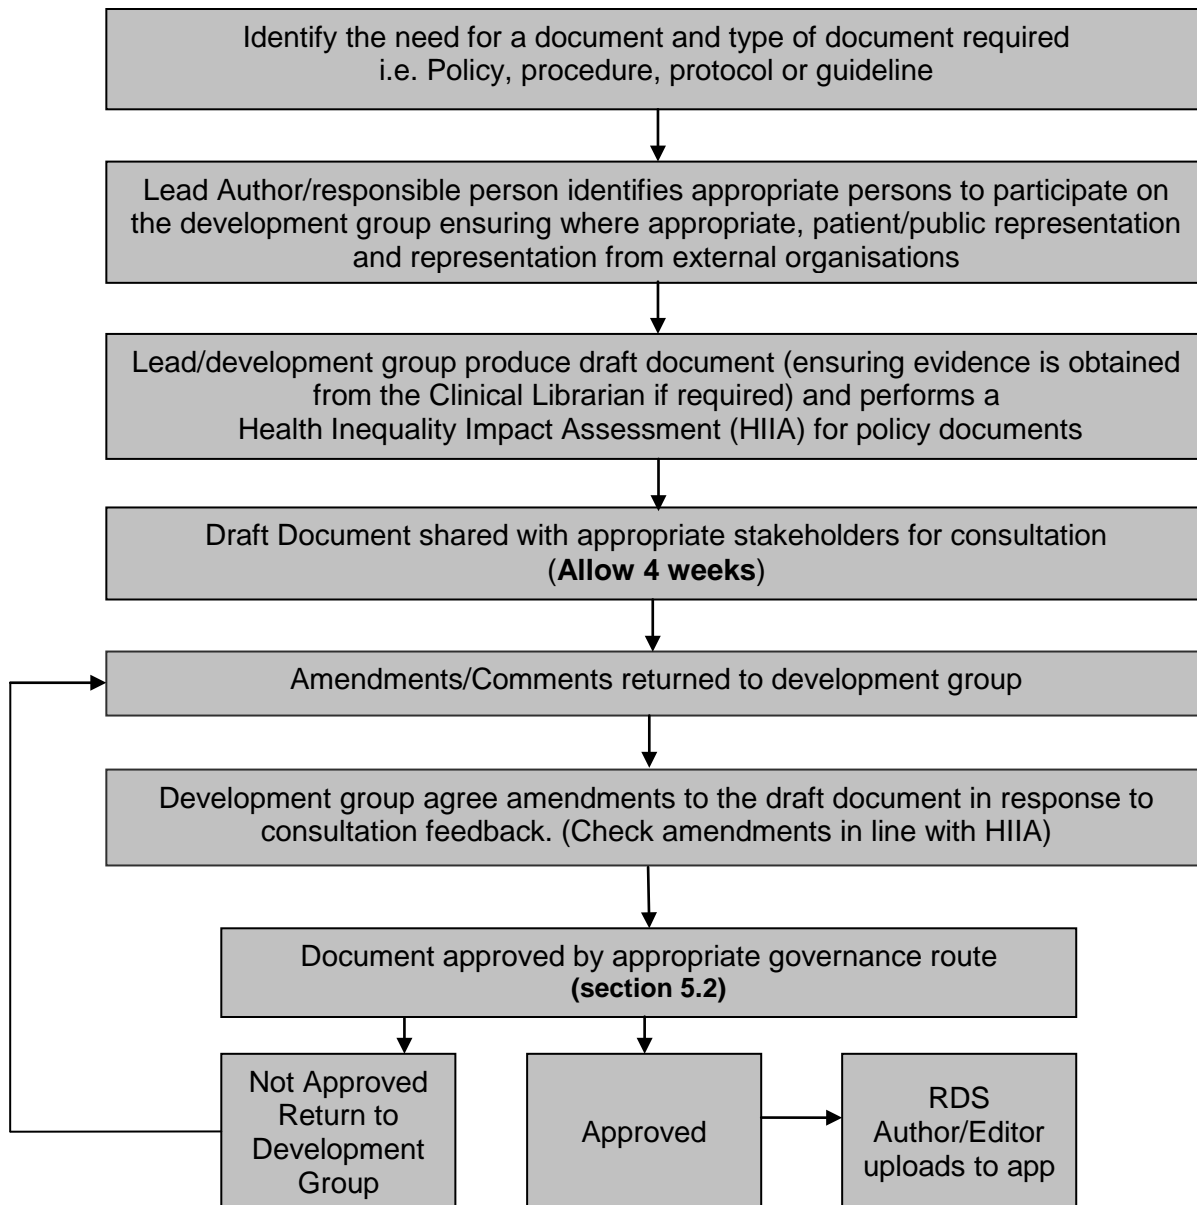 Identify the need for a document and type of document required
i.e. Policy, procedure, protocol or guideline
Lead Author/responsible person identifies appropriate persons to participate on
the development group ensuring where appropriate, patient/public representation
and representation from external organisations
Lead/development group produce draft document (ensuring evidence is obtained
from the Clinical Librarian if required) and performs a
Health Inequality Impact Assessment (HIIA) for policy documents
Draft Document shared with appropriate stakeholders for consultation
(Allow 4 weeks)
Amendments/Comments returned to development group
Development group agree amendments to the draft document in response to
consultation feedback. (Check amendments in line with HIIA)
Document approved by appropriate governance route
(section 5.2)
Not Approved
Return to
Development
Group
Approved
RDS
Author/Editor
uploads to app